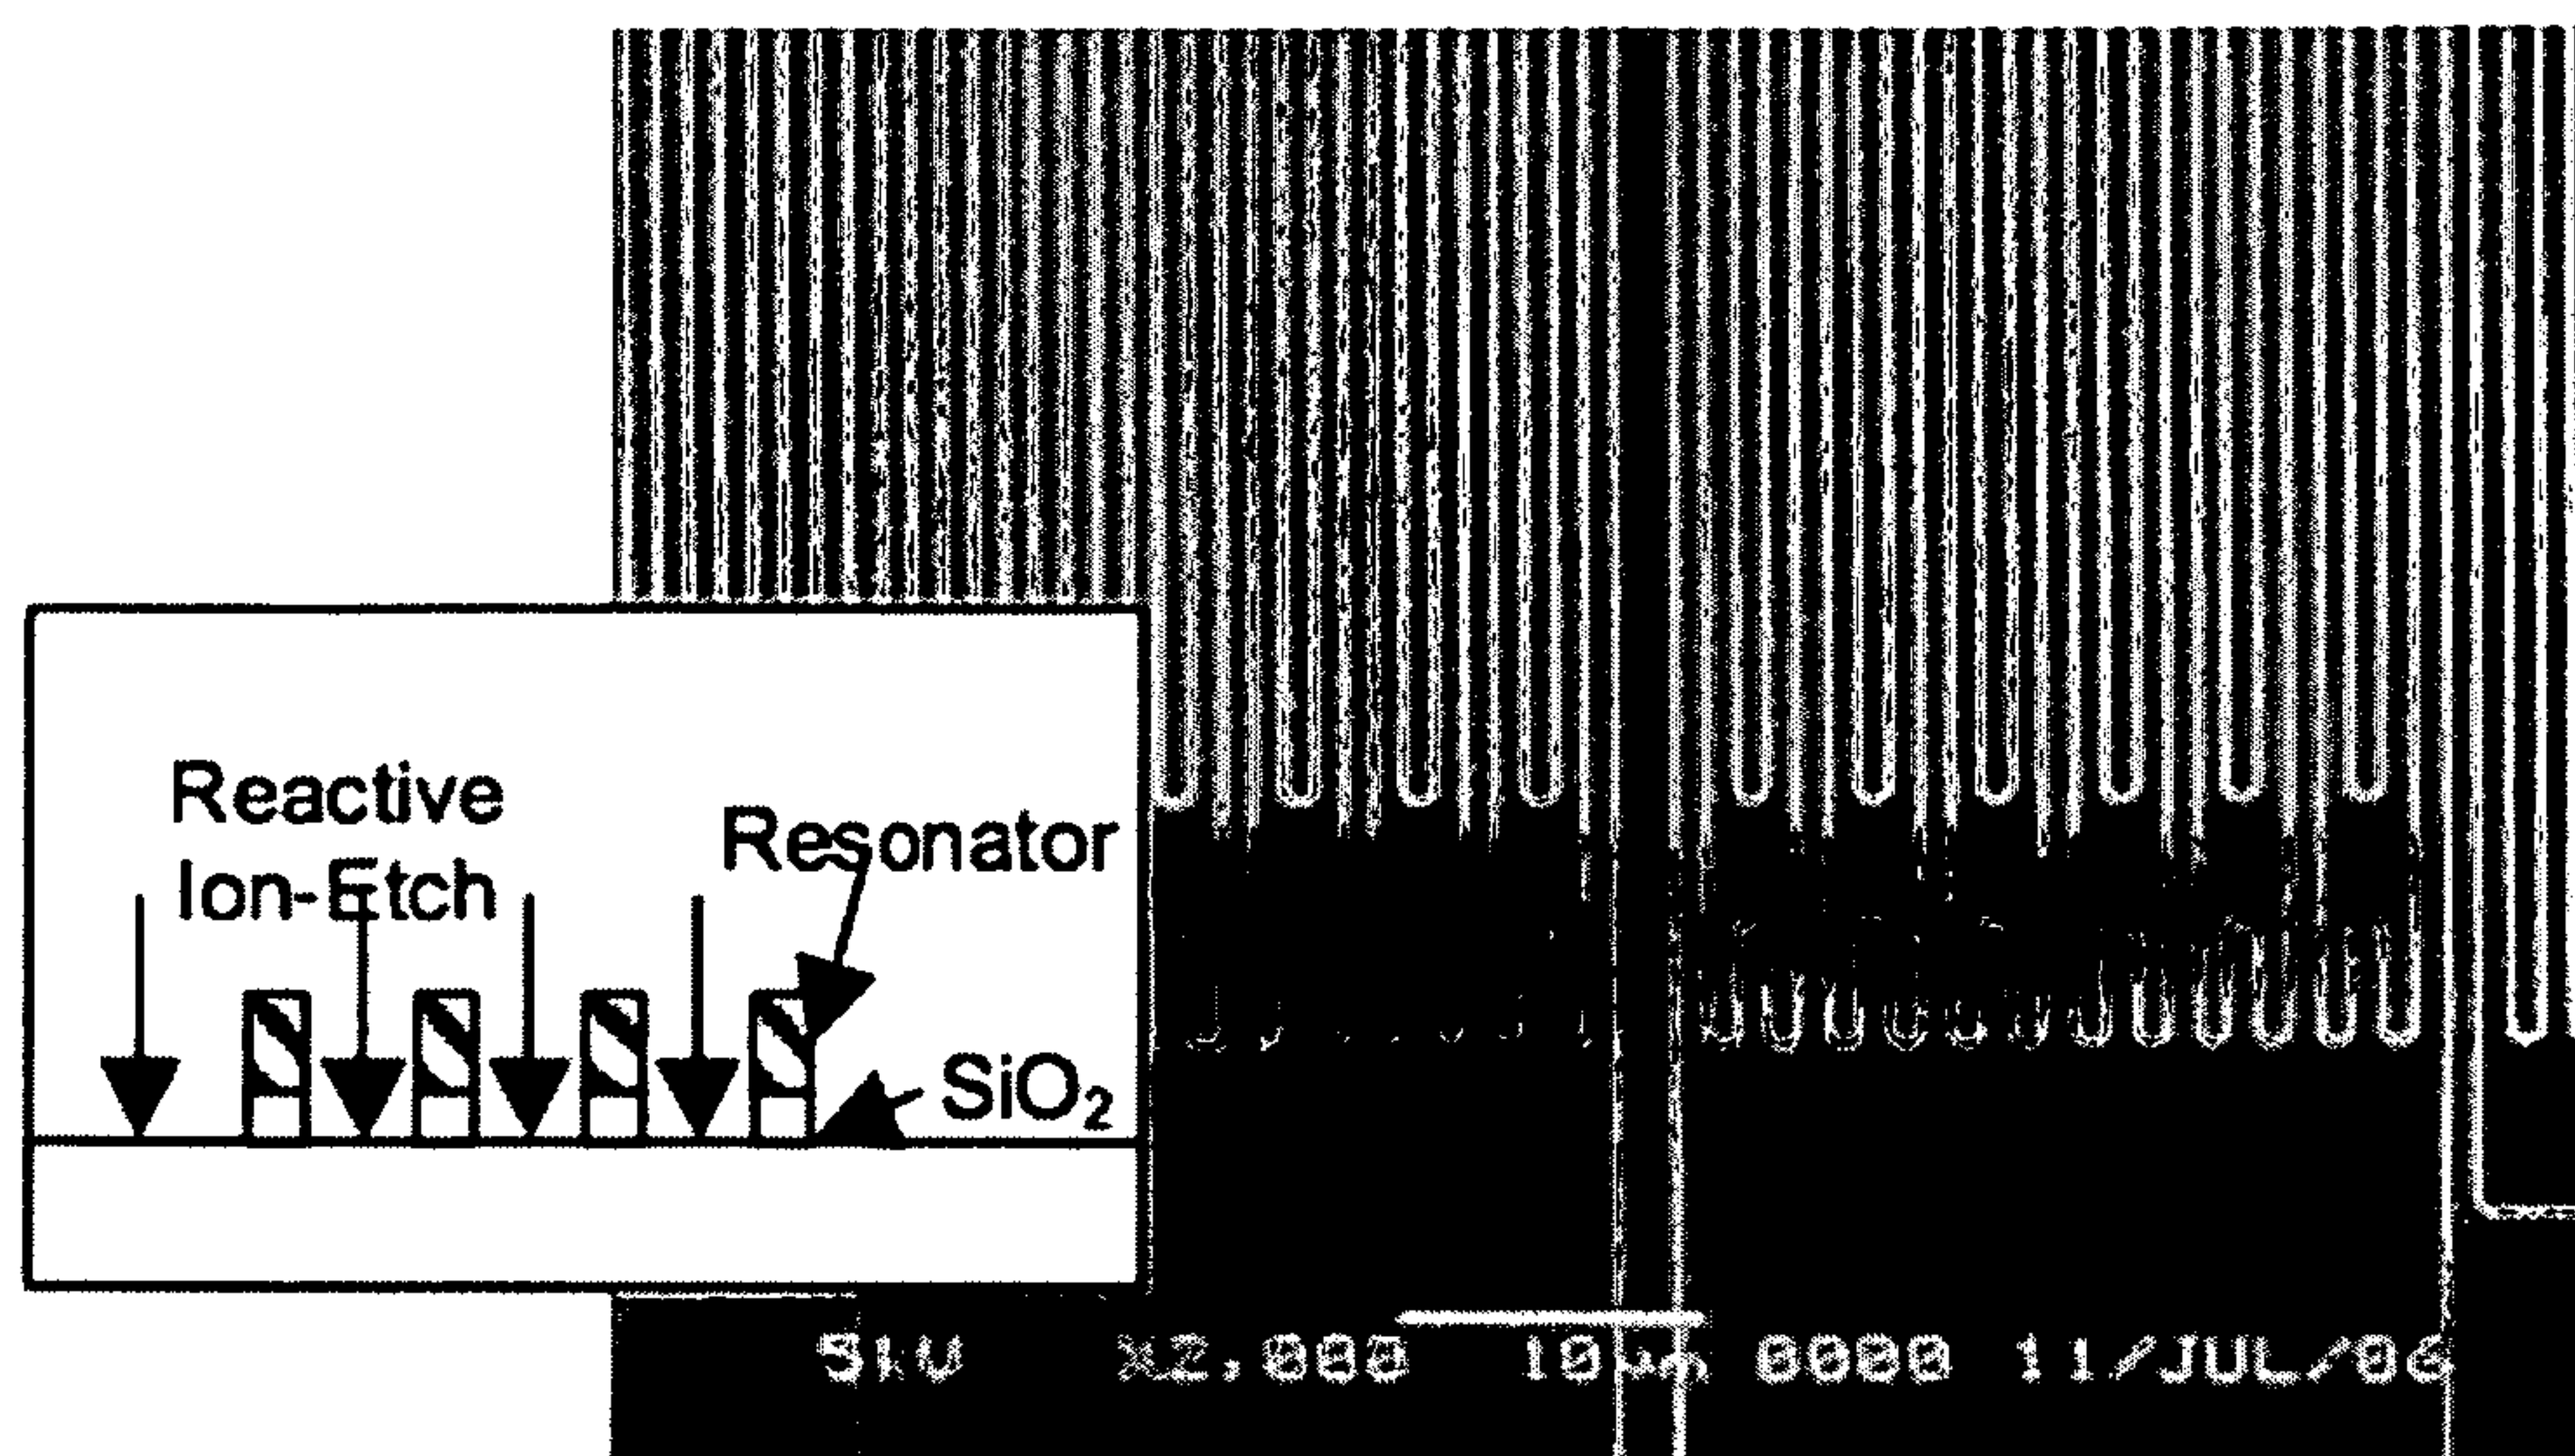 Reactive
Ion-Etch
Resonator
SiO₂
5kV X2,000 10µm 0000 11/JUL/06